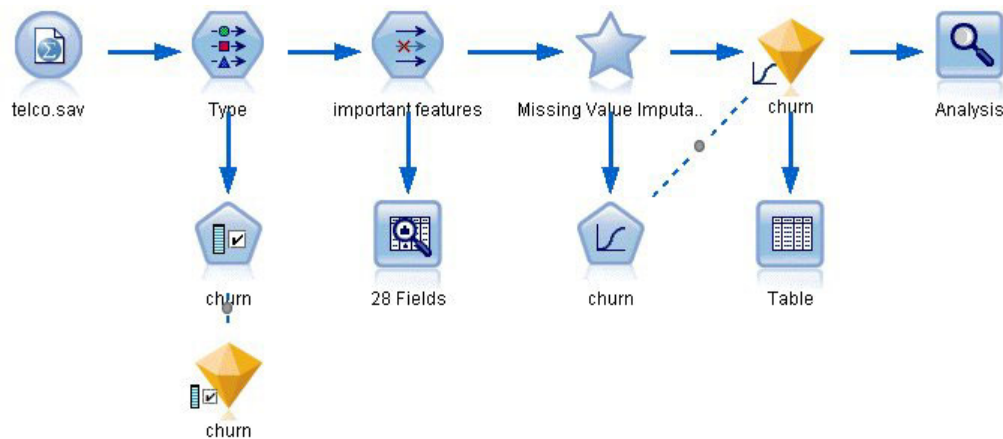 telco.sav
Type
important features
Missing Value Imputa..
churn
Analysis
churn
28 Fields
churn
Table
churn